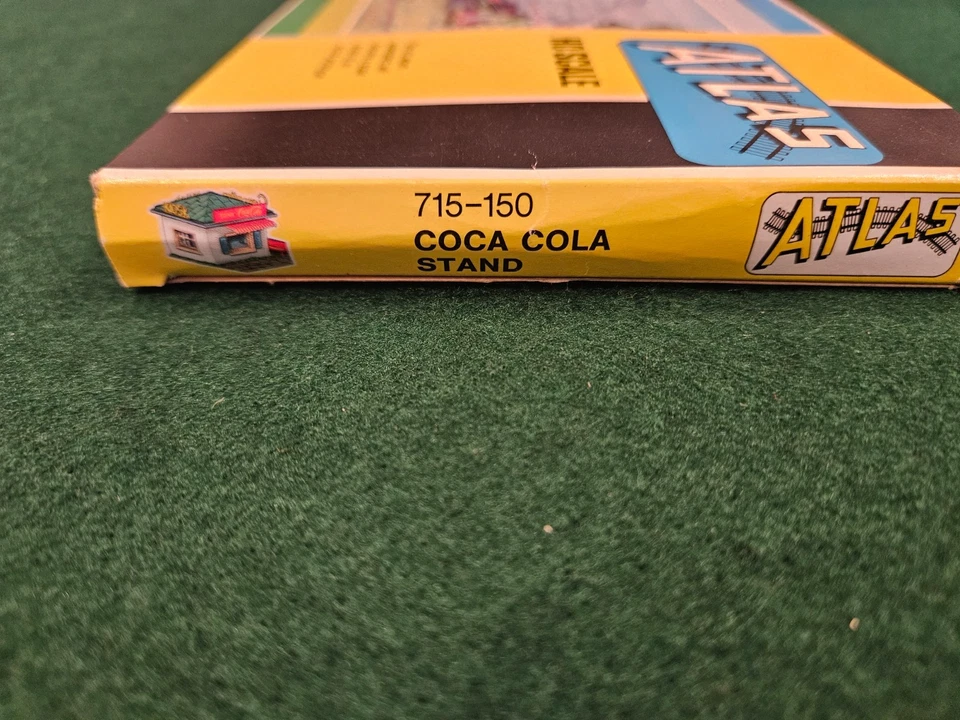 HO SCALE
ATLAS
715-150
COCA COLA
STAND
ATLAS